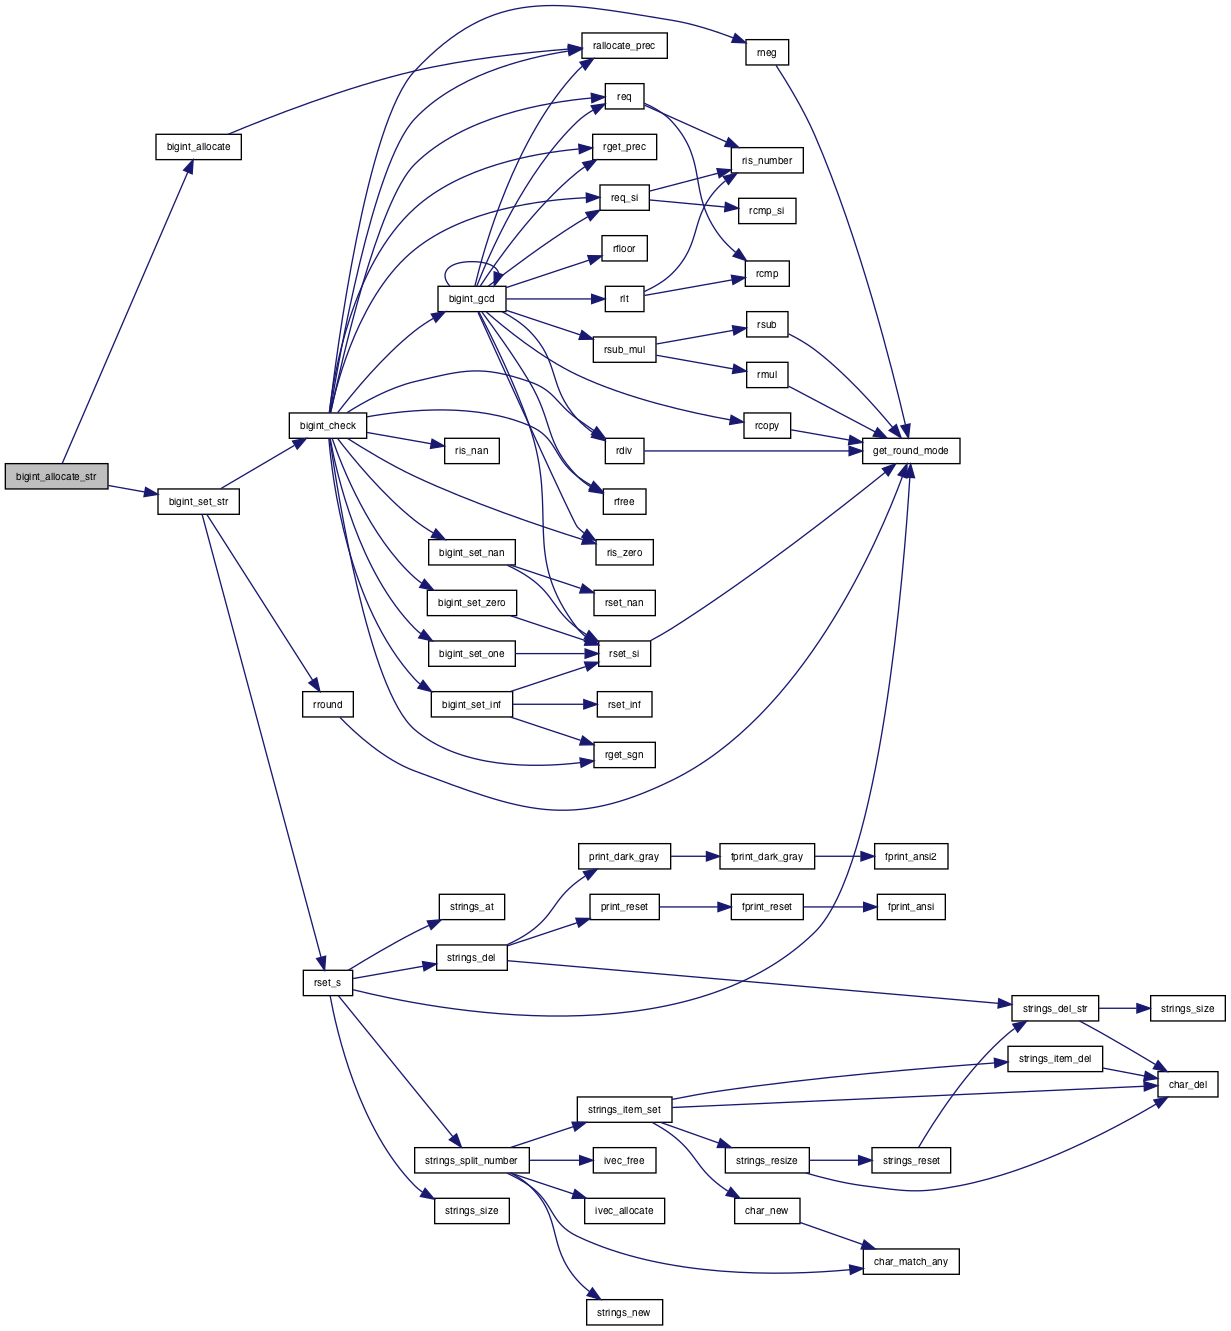 rallocate_prec
rneg
req
bigint_allocate
rget_prec
ris_number
req_si
rcmp_si
rfloor
rcmp
bigint_gcd
rlt
rsub
rsub_mul
rmul
bigint_check
rcopy
ris_nan
rdiv
get_round_mode
bigint_allocate_str
bigint_set_str
rfree
bigint_set_nan
ris_zero
bigint_set_zero
rset_nan
bigint_set_one
rset_si
rround
bigint_set_inf
rset_inf
rget_sgn
print_dark_gray
fprint_dark_gray
fprint_ansi2
strings_at
print_reset
fprint_reset
fprint_ansi
strings_del
rset_s
strings_del_str
strings_size
strings_item_del
char_del
strings_item_set
strings_split_number
ivec_free
strings_resize
strings_reset
strings_size
ivec_allocate
char_new
char_match_any
strings_new